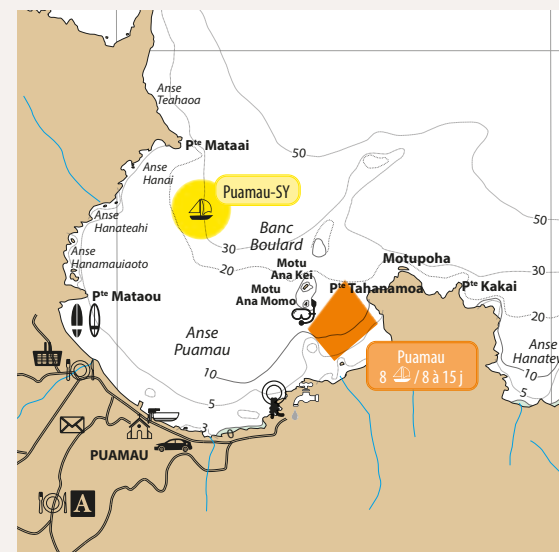 Anse
Teahaoa
Pte Mataai
50
Anse
Hanai
Puamau-SY
Anse
Hanateahi
Banc
Boulard
50
30
20
Anse
Hanamauiaoto
Motu
Ana Kei
Motupoha
30
Pte Mataou
Motu
Ana Momo
Pte Tahanamoa
Pte Kakai
20
Anse
Puamau
Anse
Hanatey
Puamau
8 / 8 à 15 j
10
10
5
5
3
PUAMAU
A